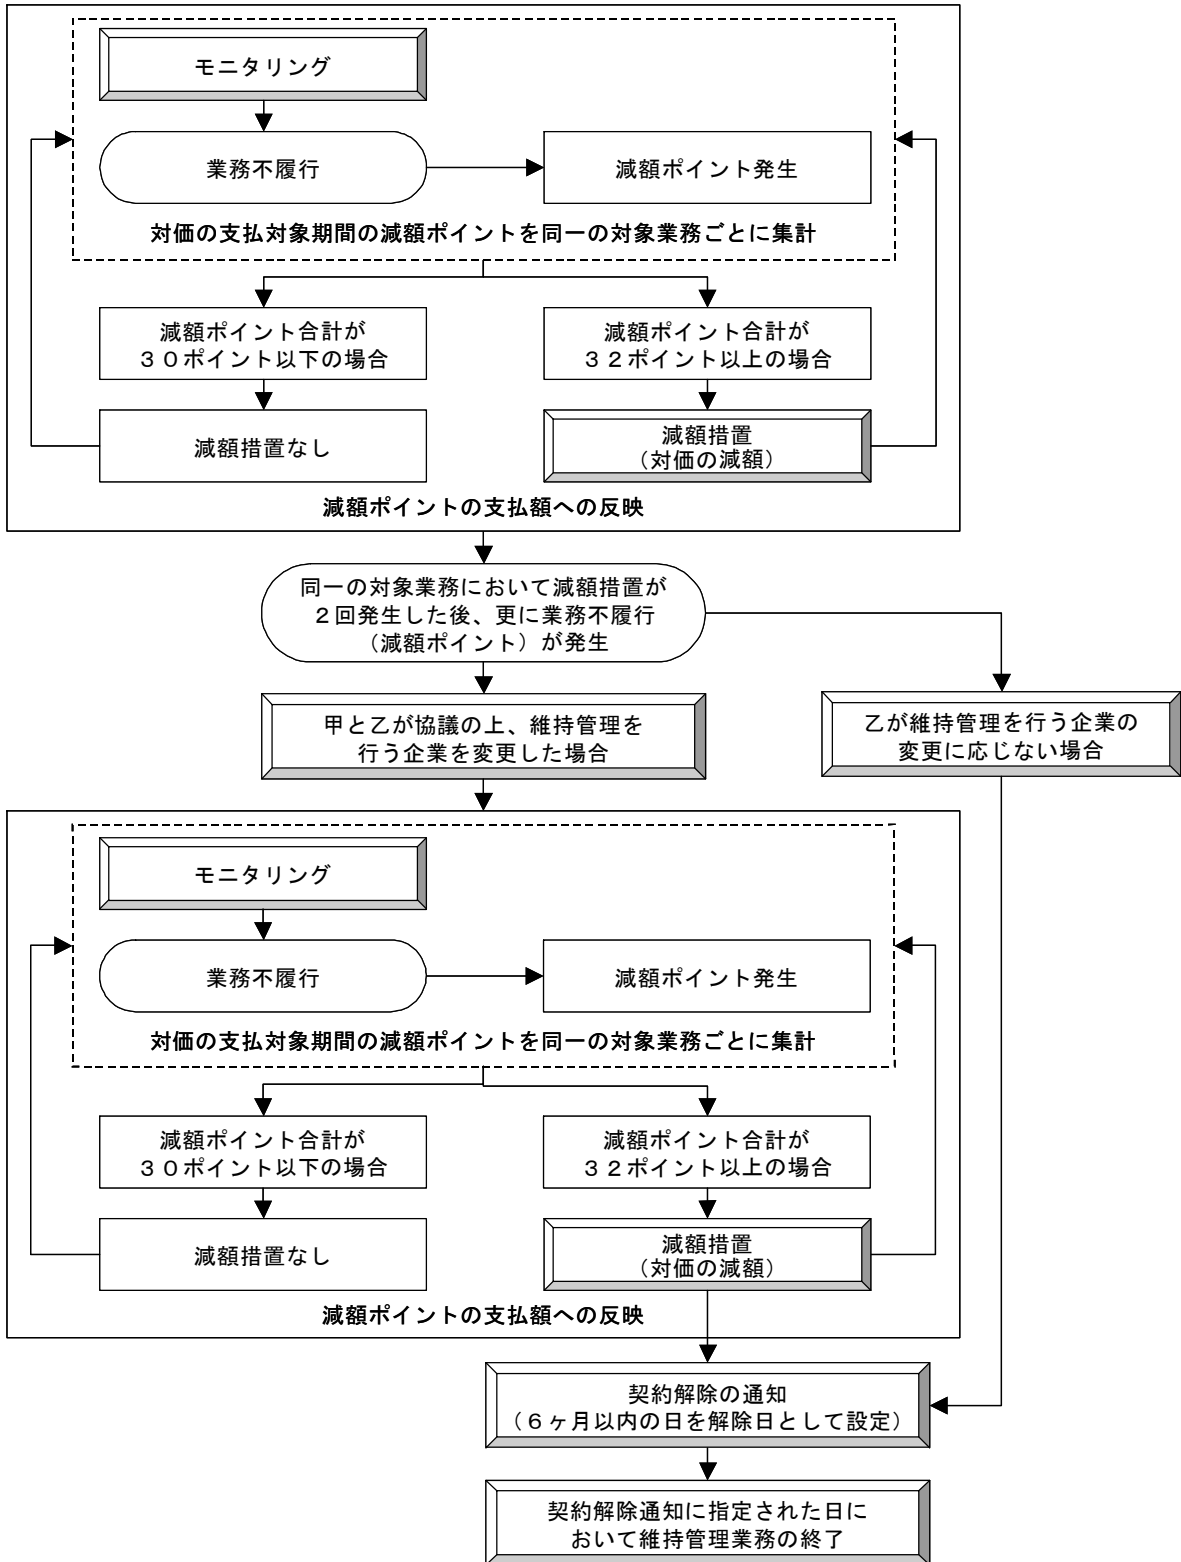 モニタリング
業務不履行
減額ポイント発生
対価の支払対象期間の減額ポイントを同一の対象業務ごとに集計
減額ポイント合計が
３０ポイント以下の場合
減額ポイント合計が
３２ポイント以上の場合
減額措置なし
減額措置
（対価の減額）
減額ポイントの支払額への反映
同一の対象業務において減額措置が
２回発生した後、更に業務不履行
（減額ポイント）が発生
甲と乙が協議の上、維持管理を
行う企業を変更した場合
乙が維持管理を行う企業の
変更に応じない場合
モニタリング
業務不履行
減額ポイント発生
対価の支払対象期間の減額ポイントを同一の対象業務ごとに集計
減額ポイント合計が
３０ポイント以下の場合
減額ポイント合計が
３２ポイント以上の場合
減額措置なし
減額措置
（対価の減額）
減額ポイントの支払額への反映
契約解除の通知
（６ヶ月以内の日を解除日として設定）
契約解除通知に指定された日に
おいて維持管理業務の終了